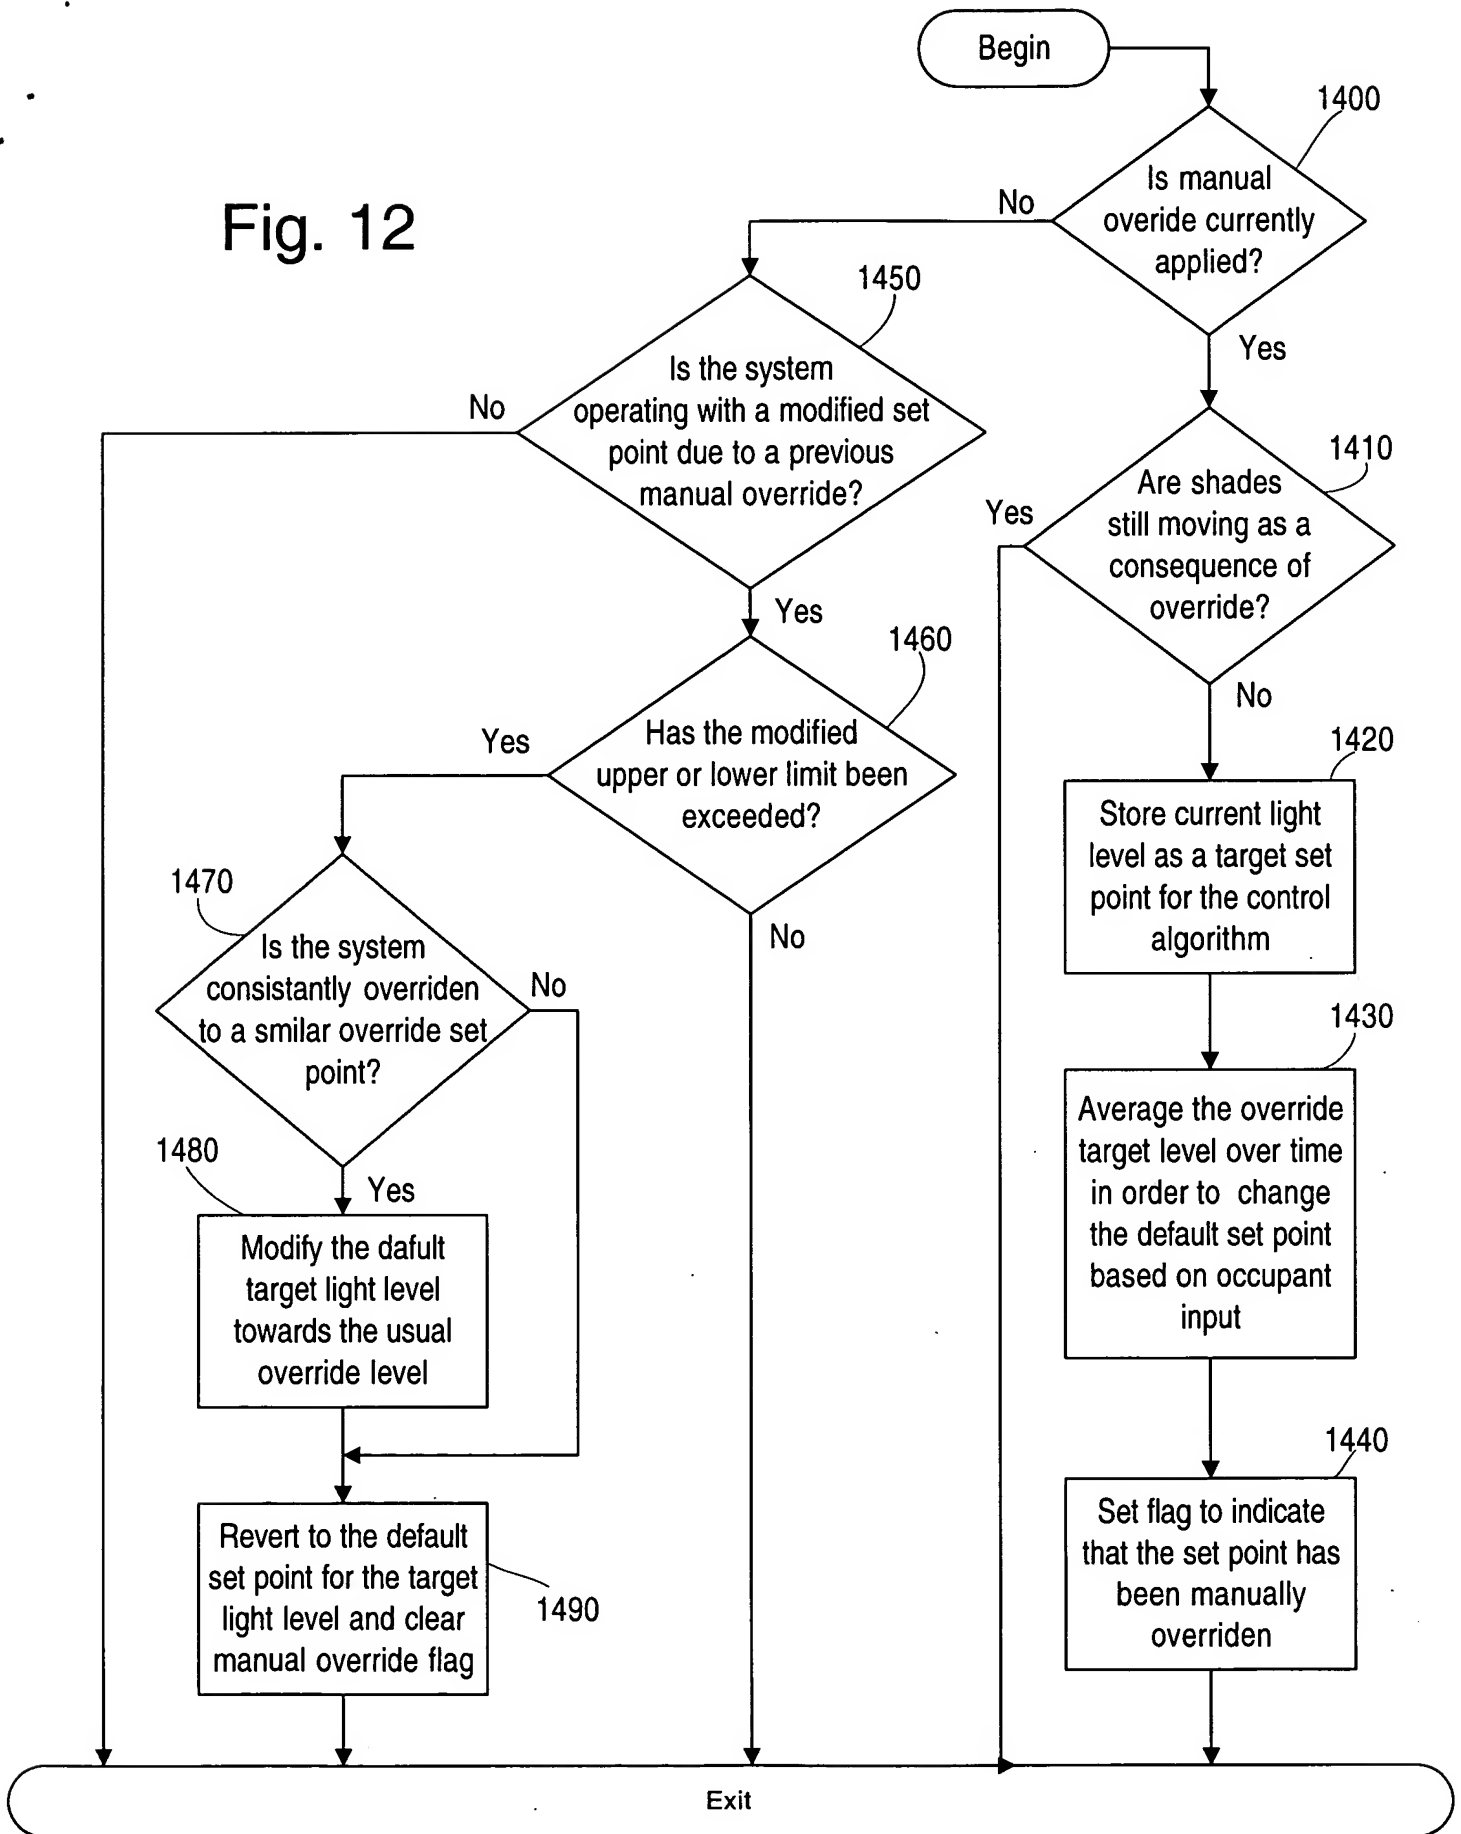 Begin
1400
Is manual
overide currently
applied?
No
Yes
Fig. 12
1450
Is the system
operating with a modified set
point due to a previous
manual override?
No
Yes
1410
Are shades
still moving as a
consequence of
override?
Yes
No
1460
Has the modified
upper or lower limit been
exceeded?
Yes
No
1420
Store current light
level as a target set
point for the control
algorithm
1470
Is the system
consistantly overriden
to a smilar override set
point?
No
Yes
1430
Average the override
target level over time
in order to change
the default set point
based on occupant
input
1480
Modify the dafult
target light level
towards the usual
override level
1440
Set flag to indicate
that the set point has
been manually
overriden
Revert to the default
set point for the target
light level and clear
manual override flag
1490
Exit